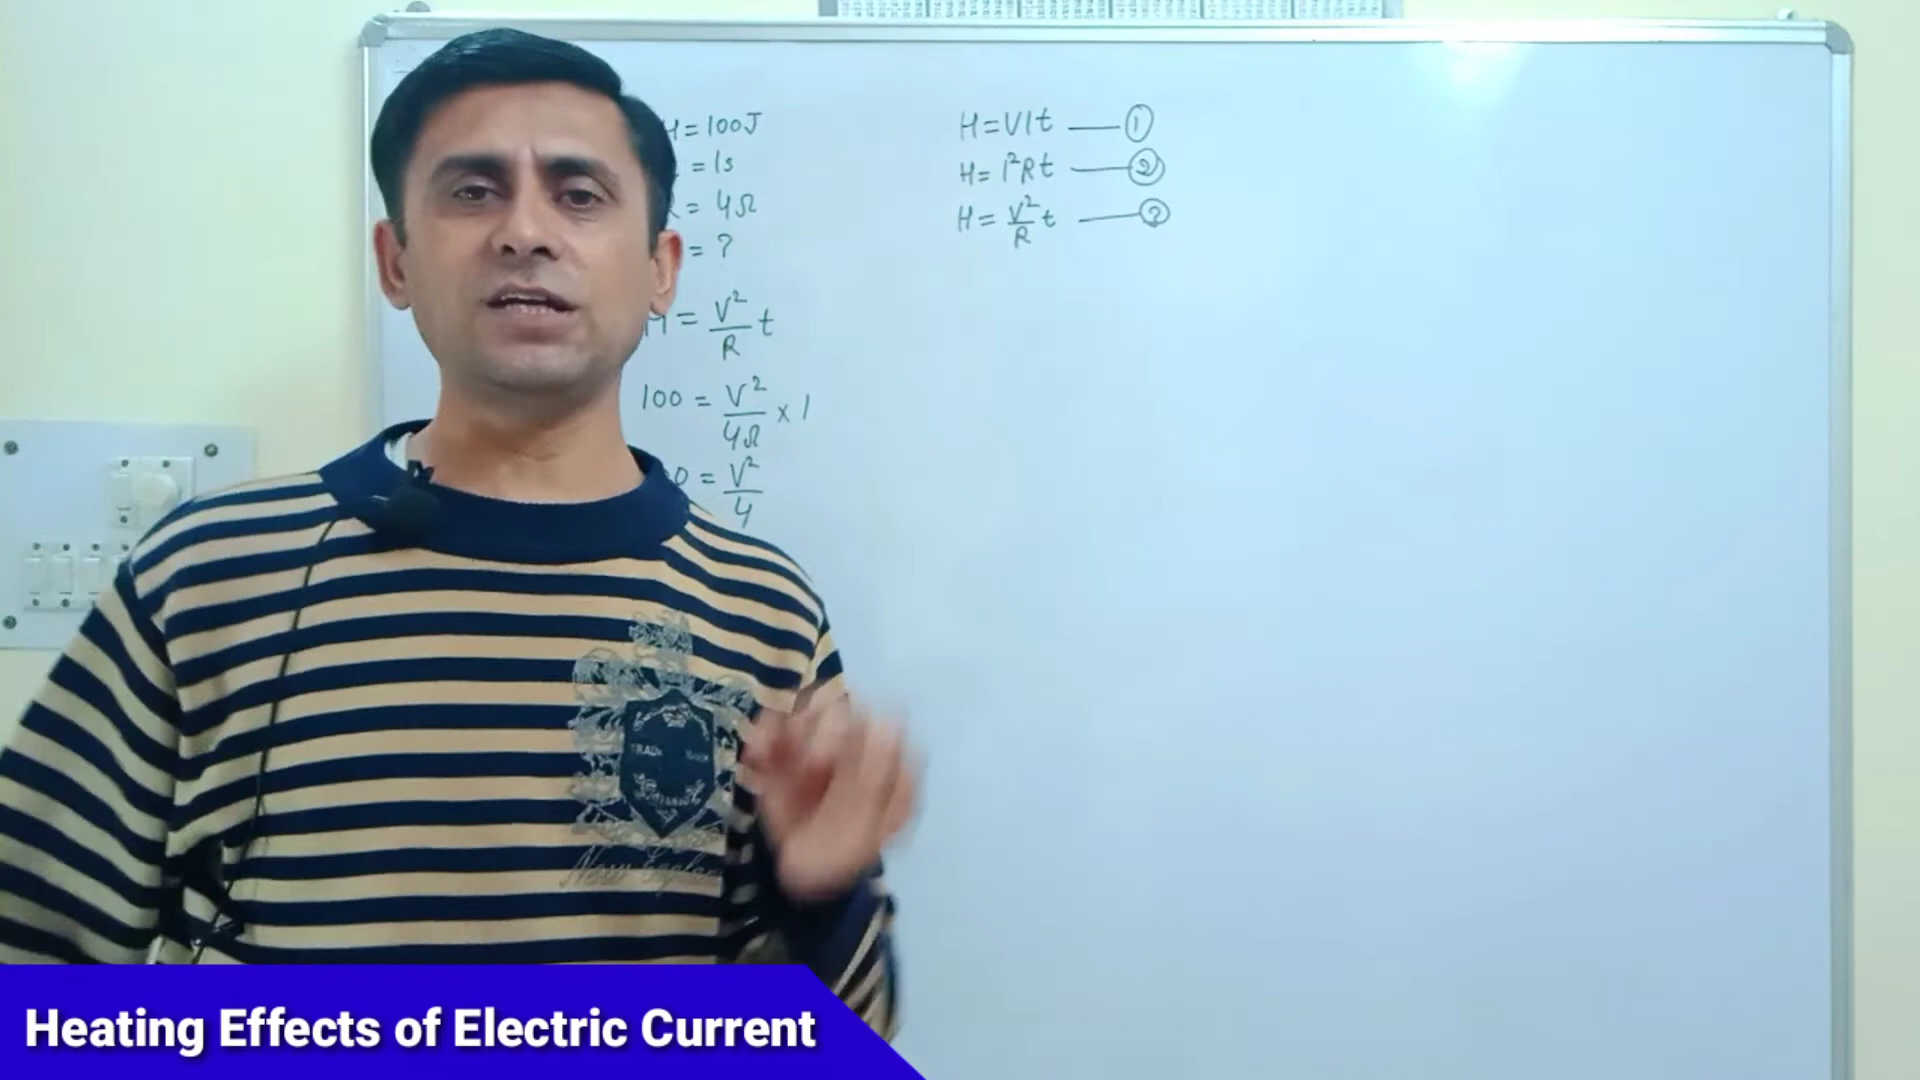 H = 100J
= 1s
R = 4Ω
= ?
H = V²/R t
100 = V²/4Ω × 1
0 = V²/4
H = VIt — ①
H = I²Rt — ②
H = V²/R t — ?
Heating Effects of Electric Current